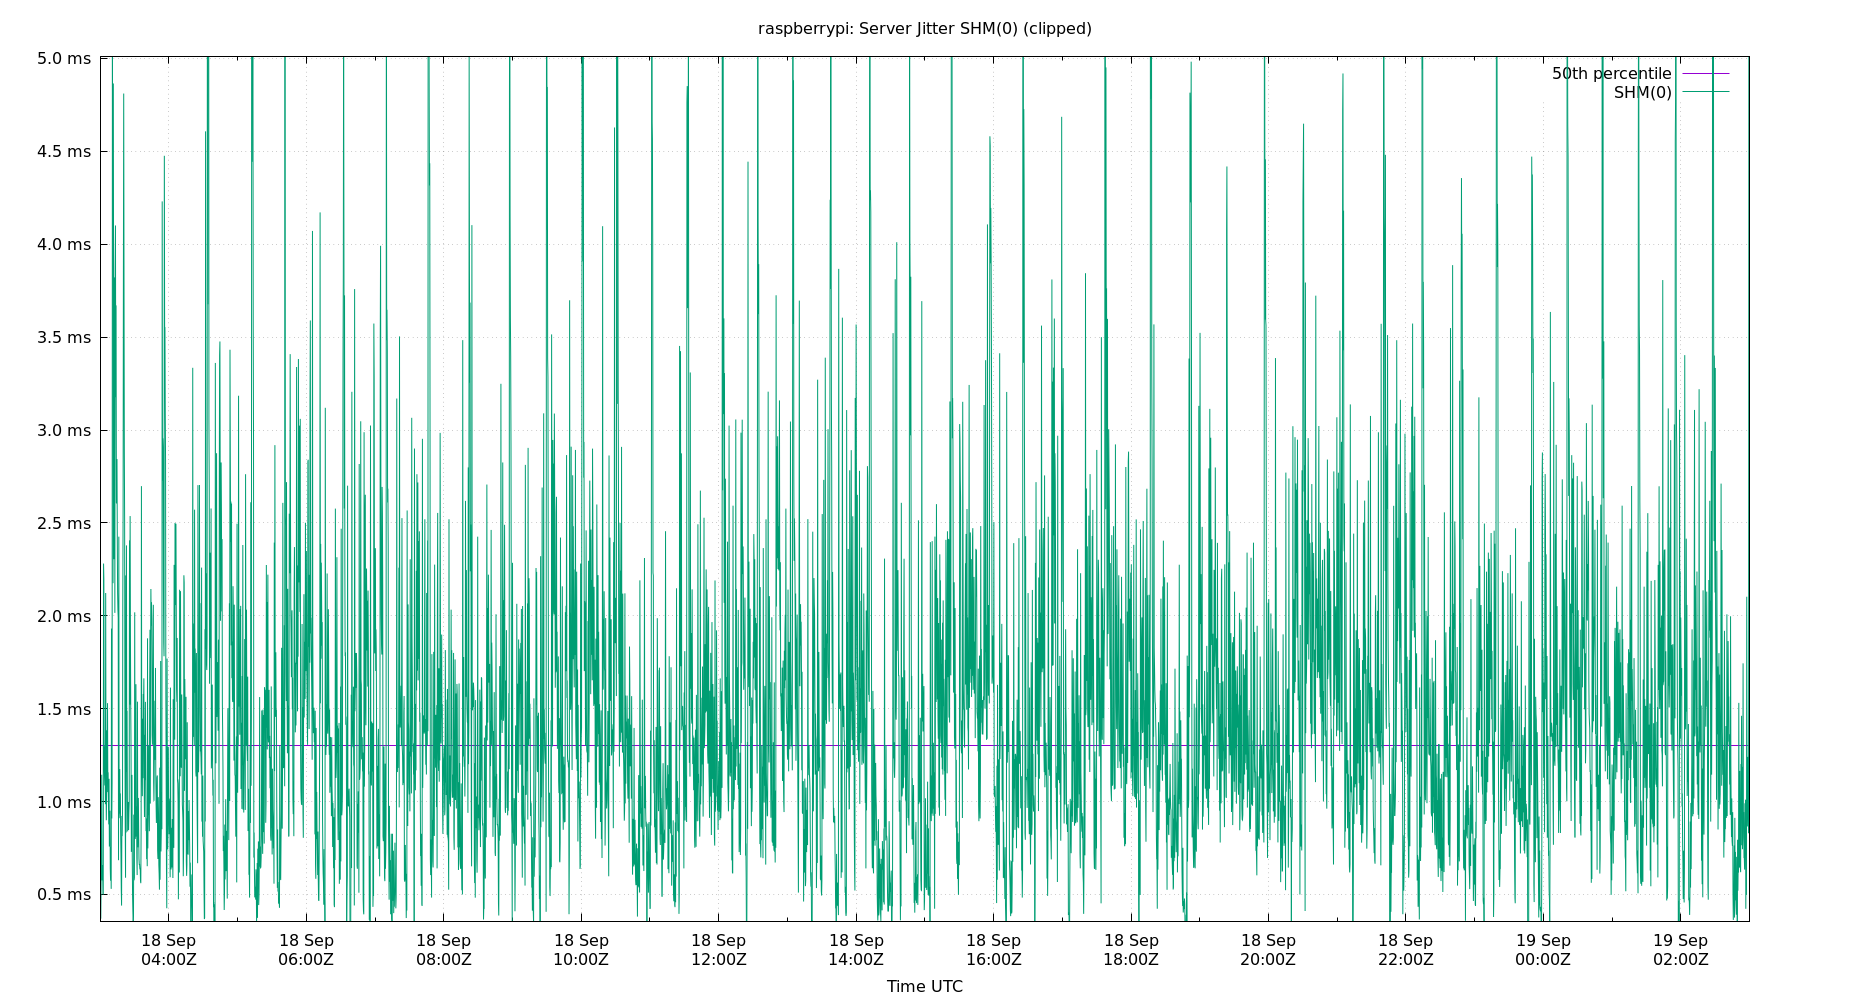 raspberrypi: Server Jitter SHM(0) (clipped)
5.0 ms
4.5 ms
4.0 ms
3.5 ms
3.0 ms
2.5 ms
2.0 ms
1.5 ms
1.0 ms
0.5 ms
50th percentile
SHM(0)
18 Sep 18 Sep 18 Sep 18 Sep 18 Sep 18 Sep 18 Sep 18 Sep 18 Sep 18 Sep 19 Sep 19 Sep
04:00Z 06:00Z 08:00Z 10:00Z 12:00Z 14:00Z 16:00Z 18:00Z 20:00Z 22:00Z 00:00Z 02:00Z
Time UTC